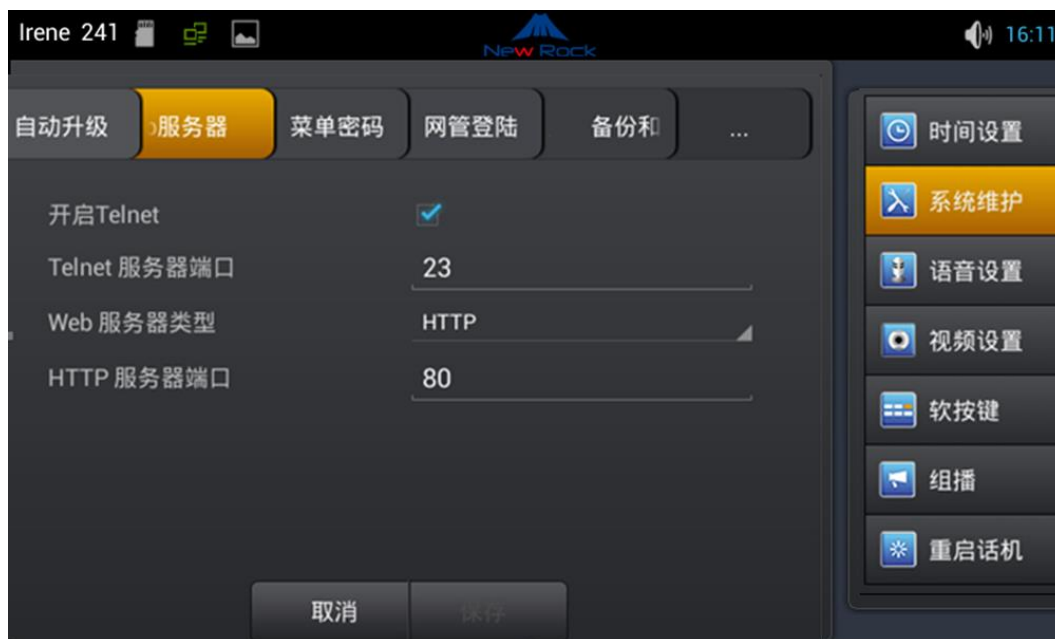 Irene 241
New Rock
16:11
自动升级
服务器
菜单密码
网管登陆
备份和
...
开启Telnet
Telnet 服务器端口
23
Web 服务器类型
HTTP
HTTP 服务器端口
80
取消
保存
时间设置
系统维护
语音设置
视频设置
软按键
组播
重启话机